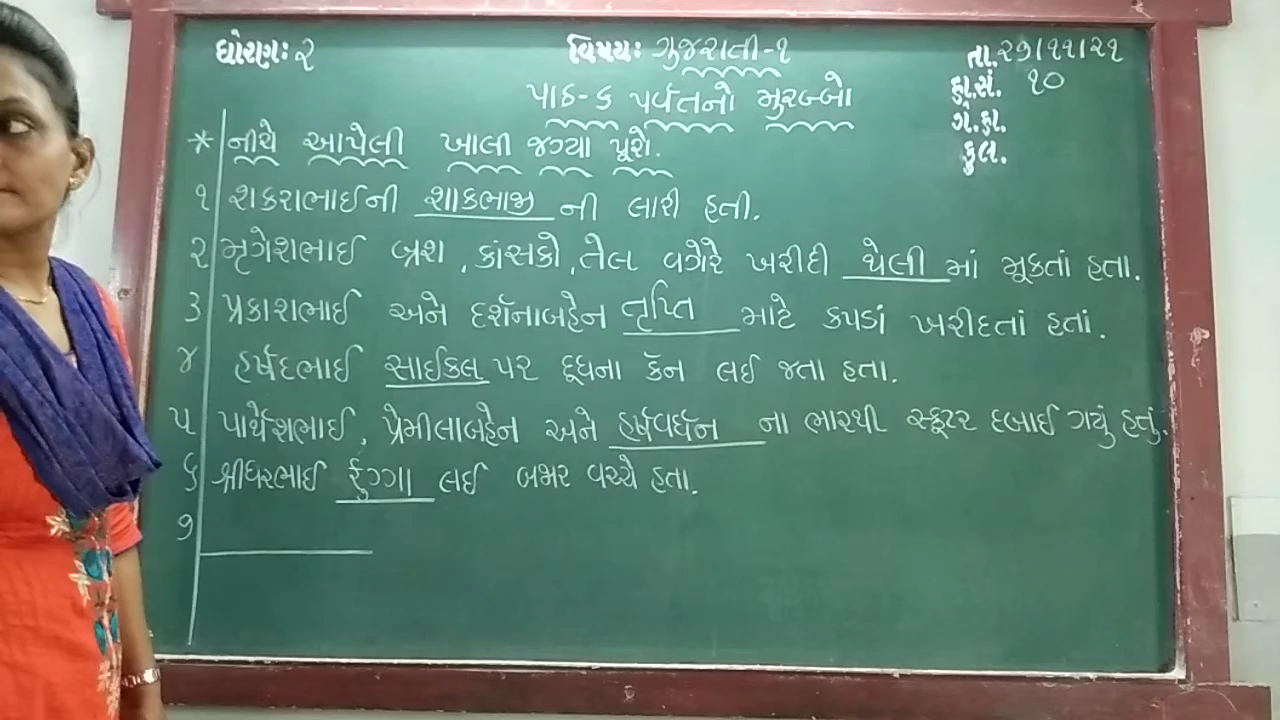 ધોરણઃ ૨
વિષયઃ ગુજરાતી-૧
તા. ૨૭/૧૧/૨૧
હા.સં. ૧૦
ગે.હા.
કુલ.
પાઠ-૬ પર્વતનો મુરબ્બો
* નીચે આપેલી ખાલી જગ્યા પૂરો.
૧ શકરાભાઈની શાકભાજી ની લારી હતી.
૨ મૃગેશભાઈ બ્રશ, કાંસકો, તેલ વગેરે ખરીદી થેલી માં મૂકતાં હતા.
૩ પ્રકાશભાઈ અને દર્શનાબહેન તૃપ્તિ માટે કપડાં ખરીદતાં હતાં.
૪ હર્ષદભાઈ સાઈકલ પર દૂધના કેન લઈ જતા હતા.
૫ પાર્થેશભાઈ, પ્રેમીલાબહેન અને હર્ષવર્ધન ના ભારથી સ્કૂટર દબાઈ ગયું હતું.
૬ શ્રીધરભાઈ ફુગ્ગા લઈ બજાર વચ્ચે હતા.
૭